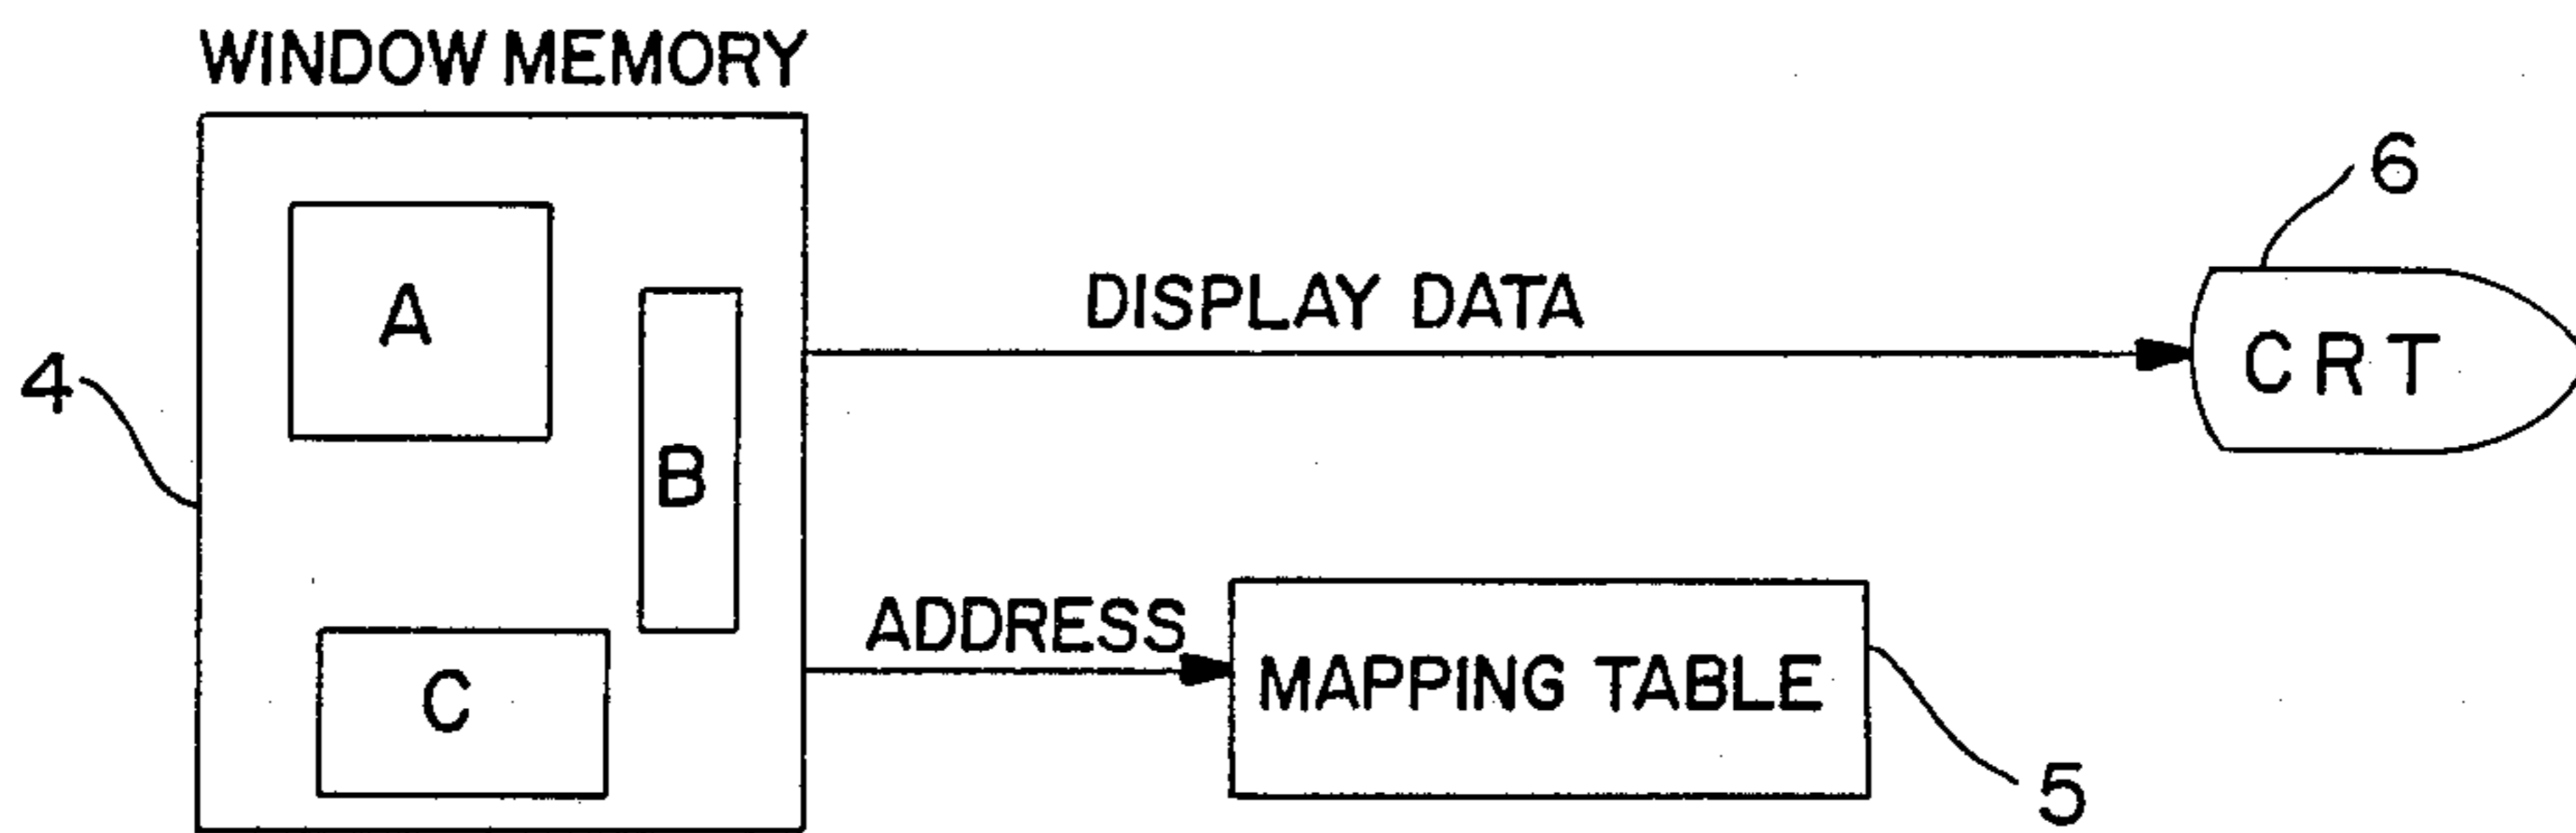 WINDOW MEMORY
6
A
DISPLAY DATA
CRT
4
B
ADDRESS
C
MAPPING TABLE
5